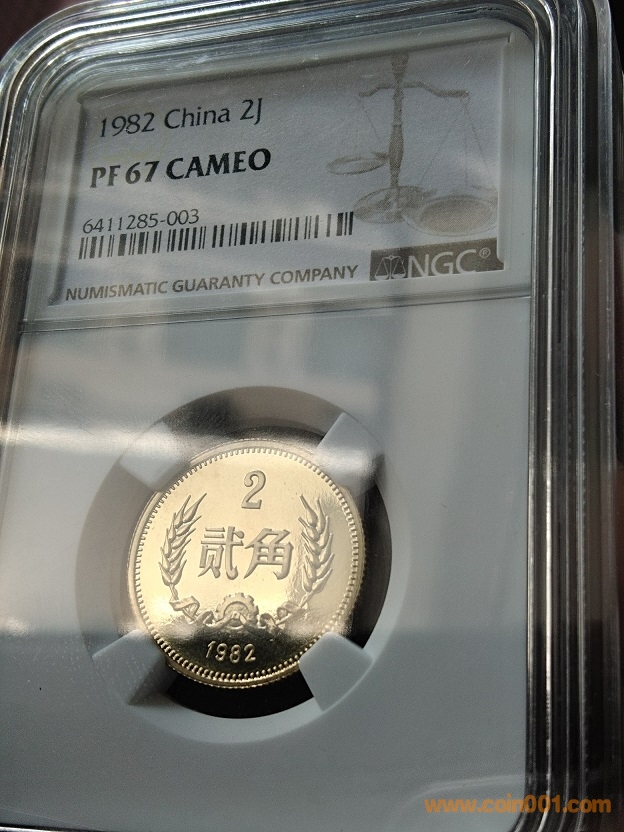 1982 China 2J
PF 67 CAMEO
6411285-003
NUMISMATIC GUARANTY COMPANY
NGC®
2
贰角
1982
www.coin001.com